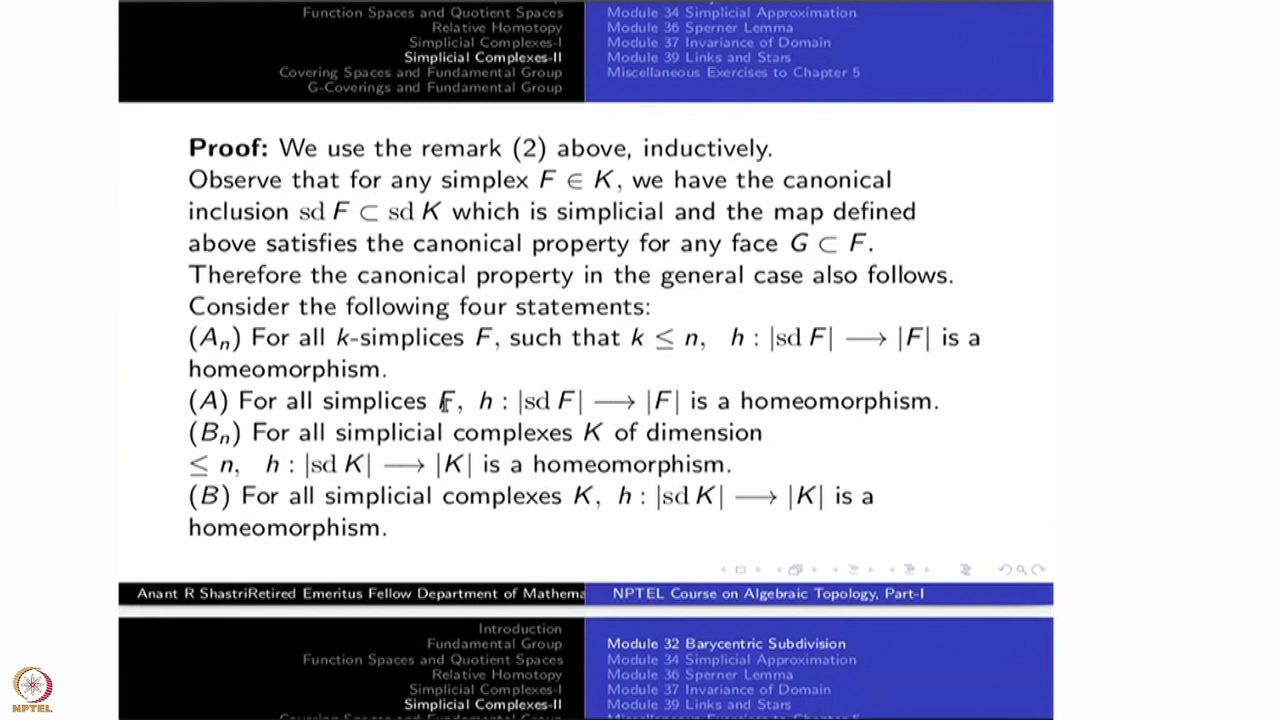 Function Spaces and Quotient Spaces
Relative Homotopy
Simplicial Complexes-I
Simplicial Complexes-II
Covering Spaces and Fundamental Group
G-Coverings and Fundamental Group
Module 34 Simplicial Approximation
Module 36 Sperner Lemma
Module 37 Invariance of Domain
Module 39 Links and Stars
Miscellaneous Exercises to Chapter 5
Proof: We use the remark (2) above, inductively.
Observe that for any simplex F ∈ K, we have the canonical
inclusion sd F ⊂ sd K which is simplicial and the map defined
above satisfies the canonical property for any face G ⊂ F.
Therefore the canonical property in the general case also follows.
Consider the following four statements:
(Aₙ) For all k-simplices F, such that k ≤ n, h : |sd F| ⟶ |F| is a
homeomorphism.
(A) For all simplices F, h : |sd F| ⟶ |F| is a homeomorphism.
(Bₙ) For all simplicial complexes K of dimension
≤ n, h : |sd K| ⟶ |K| is a homeomorphism.
(B) For all simplicial complexes K, h : |sd K| ⟶ |K| is a
homeomorphism.
Anant R ShastriRetired Emeritus Fellow Department of Mathema
NPTEL Course on Algebraic Topology, Part-I
Introduction
Fundamental Group
Function Spaces and Quotient Spaces
Relative Homotopy
Simplicial Complexes-I
Simplicial Complexes-II
Module 32 Barycentric Subdivision
Module 34 Simplicial Approximation
Module 36 Sperner Lemma
Module 37 Invariance of Domain
Module 39 Links and Stars
NPTEL